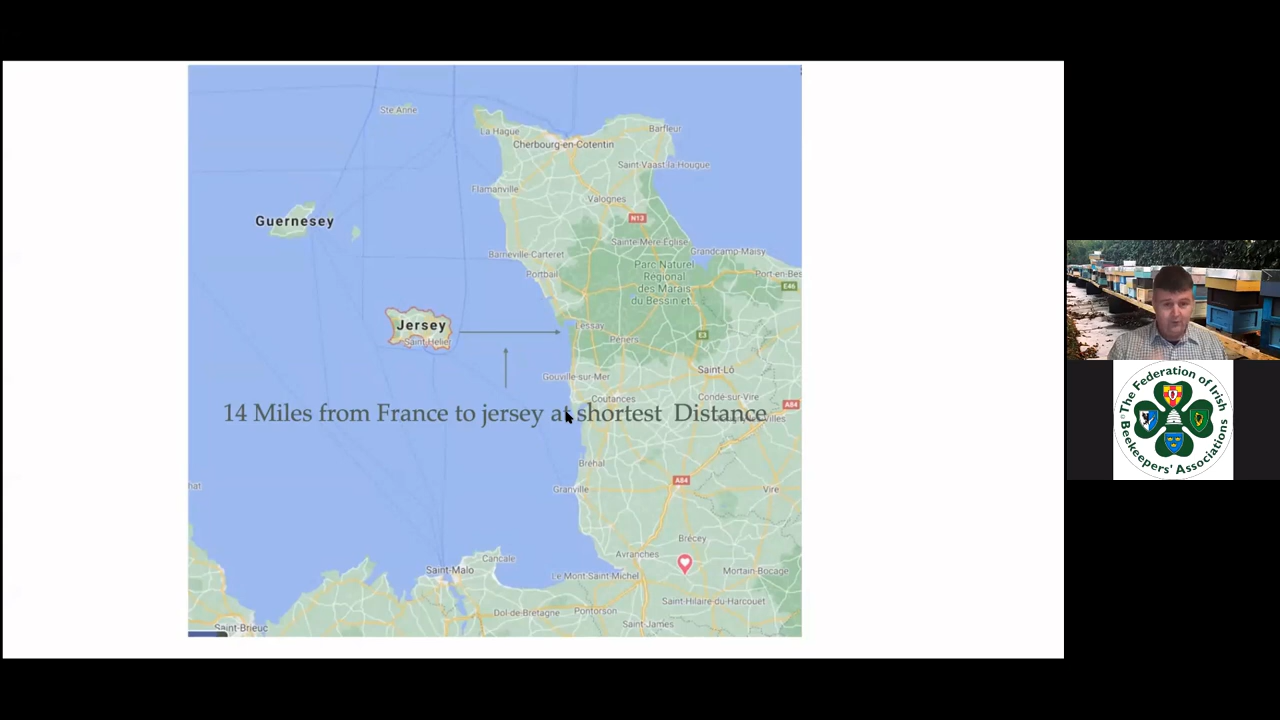 Ste Anne
La Hague
Barfleur
Cherbourg-en-Cotentin
Saint-Vaast-la-Hougue
Flamanville
Valognes
N13
Guernesey
Sainte-Mère-Église
Grandcamp-Maisy
Barneville-Carteret
Portbail
Parc Naturel
Régional
des Marais
du Bessin et
Port-en-Bes
E46
Jersey
Saint Helier
Lessay
Périers
E3
Saint-Lô
Gouville-sur-Mer
Coutances
Condé-sur-Vire
A84
14 Miles from France to jersey at shortest Distance
Bréhal
hat
Granville
A84
Vire
Brécey
Avranches
Cancale
Saint-Malo
Le Mont-Saint-Michel
Mortain-Bocage
Saint-Hilaire-du-Harcouët
Dol-de-Bretagne
Pontorson
Saint-James
Saint-Brieuc
The Federation of Irish
Beekeepers' Associations